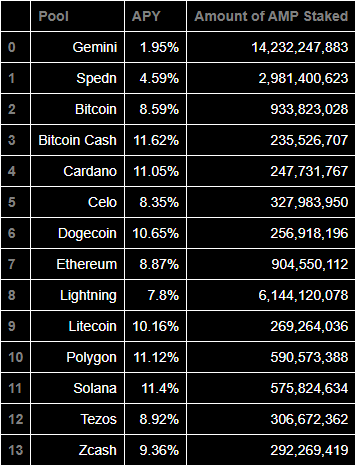 Pool APY Amount of AMP Staked
0 Gemini 1.95% 14,232,247,883
1 Spedn 4.59% 2,981,400,623
2 Bitcoin 8.59% 933,823,028
3 Bitcoin Cash 11.62% 235,526,707
4 Cardano 11.05% 247,731,767
5 Celo 8.35% 327,983,950
6 Dogecoin 10.65% 256,918,196
7 Ethereum 8.87% 904,550,112
8 Lightning 7.8% 6,144,120,078
9 Litecoin 10.16% 269,264,036
10 Polygon 11.12% 590,573,388
11 Solana 11.4% 575,824,634
12 Tezos 8.92% 306,672,362
13 Zcash 9.36% 292,269,419